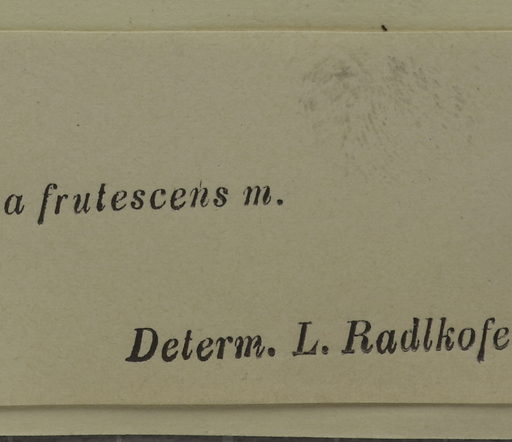 a frutescens m.
Determ. L. Radlkofe